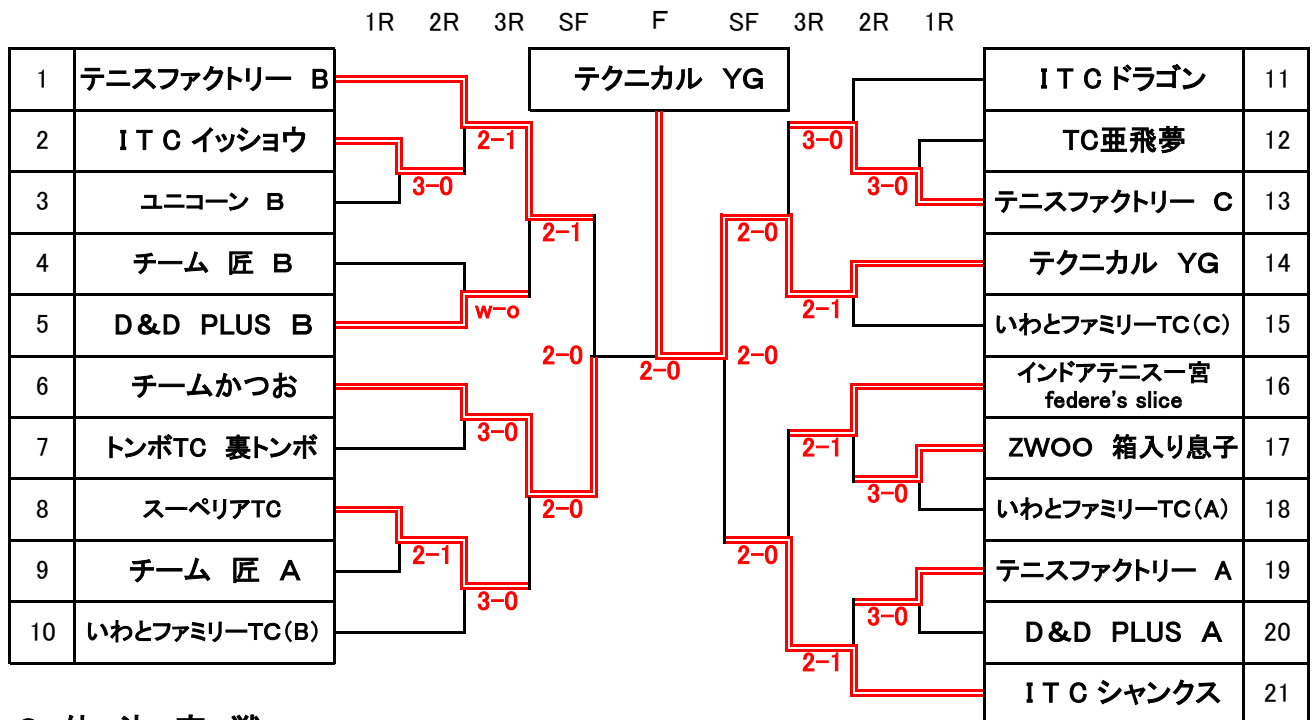 1R 2R 3R SF F SF 3R 2R 1R
テクニカル YG
1 テニスファクトリー B
2 ITC イッショウ
3 ユニコーン B
4 チーム 匠 B
5 D&D PLUS B
6 チームかつお
7 トンボTC 裏トンボ
8 スーペリアTC
9 チーム 匠 A
10 いわとファミリーTC(B)
2-1
3-0
2-1
w-o
2-0
3-0
2-0
2-1
3-0
2-0
3-0
3-0
2-0
2-1
2-0
2-1
3-0
2-0
3-0
2-1
ITCドラゴン 11
TC亜飛夢 12
テニスファクトリー C 13
テクニカル YG 14
いわとファミリーTC(C) 15
インドアテニス一宮
federe's slice 16
ZWOO 箱入り息子 17
いわとファミリーTC(A) 18
テニスファクトリー A 19
D&D PLUS A 20
ITC シャンクス 21